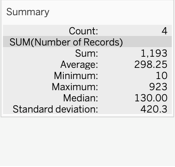 Summary
Count: 4
SUM(Number of Records)
Sum: 1,193
Average: 298.25
Minimum: 10
Maximum: 923
Median: 130.00
Standard deviation: 420.3